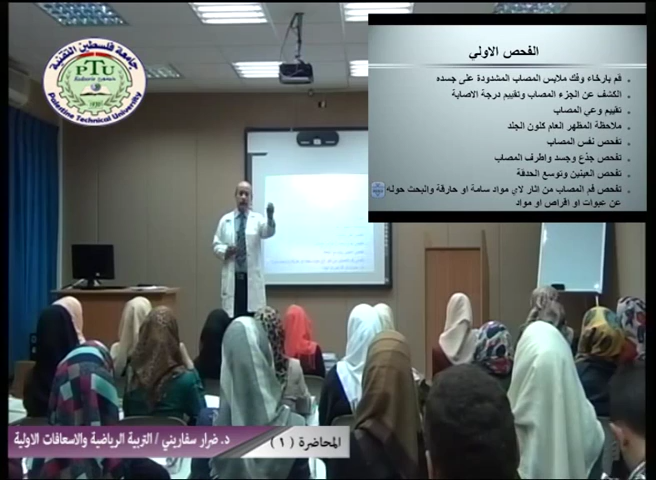 جامعة فلسطين التقنية
PTU
Palestine Technical University
الفحص الاولي
قم بارخاء وفك ملابس المصاب المشدودة على جسده
الكشف عن الجزء المصاب وتقييم درجة الاصابة
تقييم وعي المصاب
ملاحظة المظهر العام كلون الجلد
تفحص نفس المصاب
تفحص جذع وجسد واطرف المصاب
تفحص العينين وتوسع الحدقة
تفحص فم المصاب من اثار لاي مواد سامة او حارقة والبحث حوله
عن عبوات او اقراص او مواد
المحاضرة (١)
د. ضرار سفاريني / التربية الرياضية والاسعافات الاولية